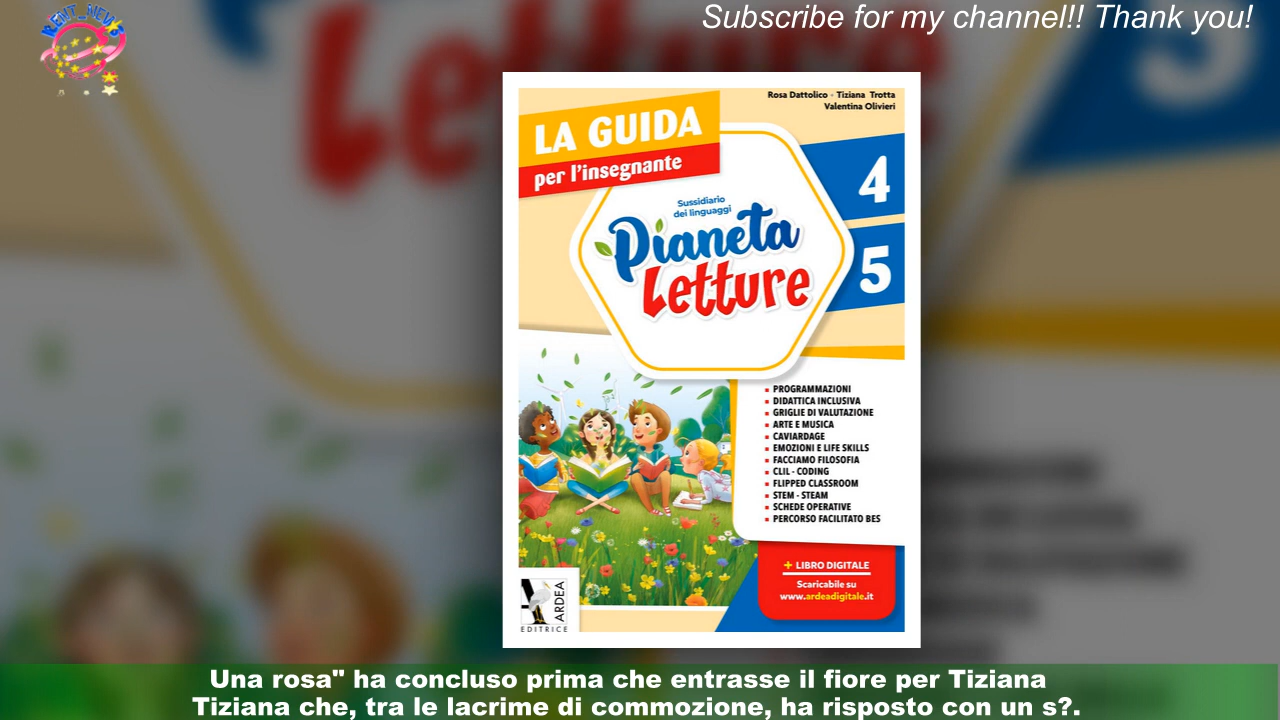 RENT_NEWS
Subscribe for my channel!! Thank you!
Rosa Dattolico - Tiziana Trotta
Valentina Olivieri
LA GUIDA
per l'insegnante
4
5
Sussidiario
dei linguaggi
Pianeta
Letture
PROGRAMMAZIONI
DIDATTICA INCLUSIVA
GRIGLIE DI VALUTAZIONE
ARTE E MUSICA
CAVIARDAGE
EMOZIONI E LIFE SKILLS
FACCIAMO FILOSOFIA
CLIL - CODING
FLIPPED CLASSROOM
STEM - STEAM
SCHEDE OPERATIVE
PERCORSO FACILITATO BES
+ LIBRO DIGITALE
Scaricabile su
www.ardeadigitale.it
ARDEA
EDITRICE
Una rosa" ha concluso prima che entrasse il fiore per Tiziana
Tiziana che, tra le lacrime di commozione, ha risposto con un s?.